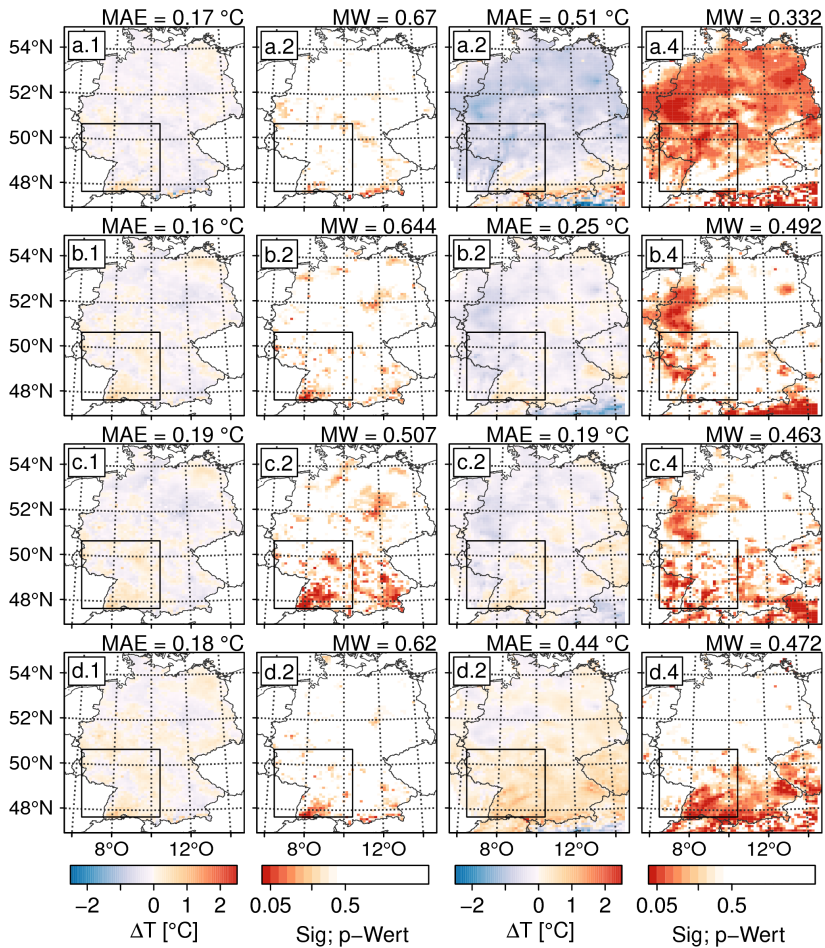 MAE = 0.17 °C MW = 0.67 MAE = 0.51 °C MW = 0.332
54°N a.1 a.2 a.2 a.4
52°N
50°N
48°N
MAE = 0.16 °C MW = 0.644 MAE = 0.25 °C MW = 0.492
54°N b.1 b.2 b.2 b.4
52°N
50°N
48°N
MAE = 0.19 °C MW = 0.507 MAE = 0.19 °C MW = 0.463
54°N c.1 c.2 c.2 c.4
52°N
50°N
48°N
MAE = 0.18 °C MW = 0.62 MAE = 0.44 °C MW = 0.472
54°N d.1 d.2 d.2 d.4
52°N
50°N
48°N
8°O 12°O 8°O 12°O 8°O 12°O 8°O 12°O
−2 0 1 2 0.05 0.5 −2 0 1 2 0.05 0.5
ΔT [°C] Sig; p−Wert ΔT [°C] Sig; p−Wert